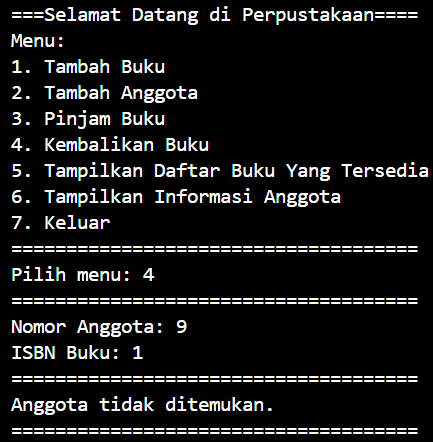 ===Selamat Datang di Perpustakaan====
Menu:
1. Tambah Buku
2. Tambah Anggota
3. Pinjam Buku
4. Kembalikan Buku
5. Tampilkan Daftar Buku Yang Tersedia
6. Tampilkan Informasi Anggota
7. Keluar
=====================================
Pilih menu: 4
=====================================
Nomor Anggota: 9
ISBN Buku: 1
=====================================
Anggota tidak ditemukan.
=====================================